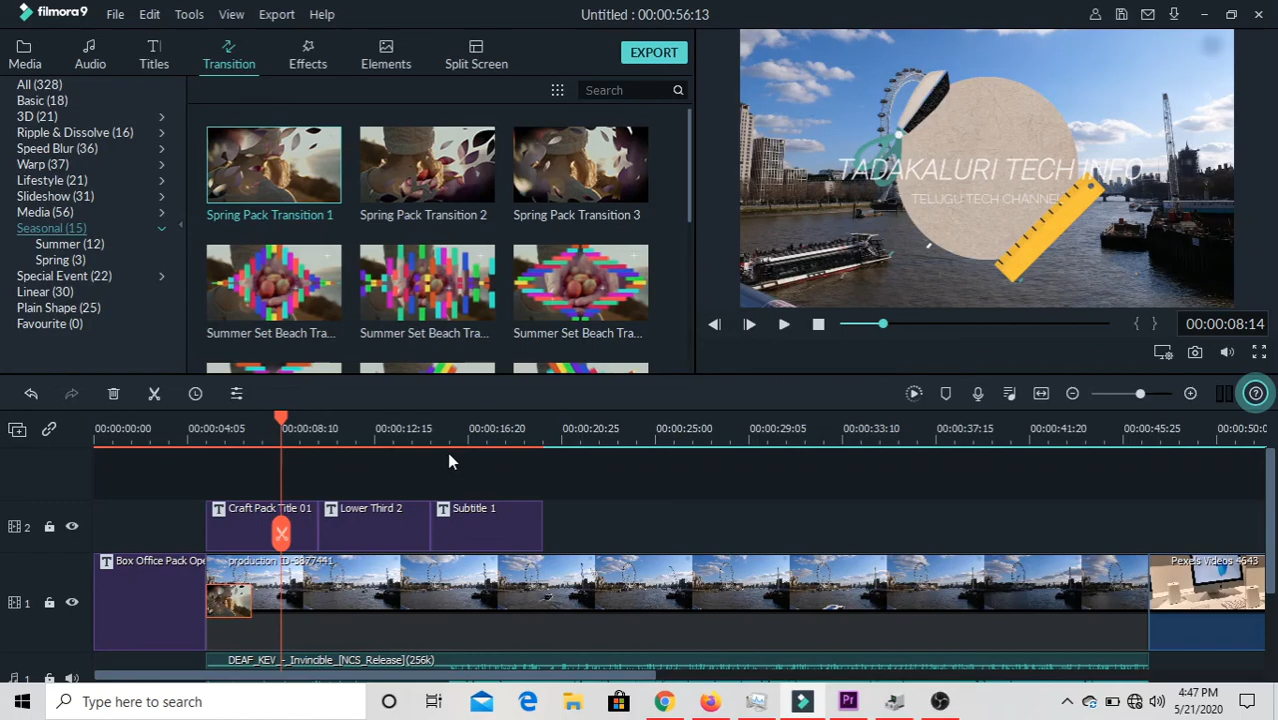 filmora9 File Edit Tools View Export Help Untitled : 00:00:56:13
Media Audio Titles Transition Effects Elements Split Screen EXPORT
All (328)
Basic (18)
3D (21)
Ripple & Dissolve (16)
Speed Blur (36)
Warp (37)
Lifestyle (21)
Slideshow (31)
Media (56)
Seasonal (15)
Summer (12)
Spring (3)
Special Event (22)
Linear (30)
Plain Shape (25)
Favourite (0)
Search
Spring Pack Transition 1 Spring Pack Transition 2 Spring Pack Transition 3
Summer Set Beach Tra... Summer Set Beach Tra... Summer Set Beach Tra...
TADAKALURI TECH INFO
TELUGU TECH CHANNEL
00:00:08:14
00:00:00:00 00:00:04:05 00:00:08:10 00:00:12:15 00:00:16:20 00:00:20:25 00:00:25:00 00:00:29:05 00:00:33:10 00:00:37:15 00:00:41:20 00:00:45:25 00:00:50:0
2
T Craft Pack Title 01 T Lower Third 2 T Subtitle 1
1
T Box Office Pack Ope production ID_3877441 Pexels Videos 4643
DEAF_KEV_-_Invincible_[NCS_Release](256k)
1
Type here to search
Pr
4:47 PM
5/21/2020